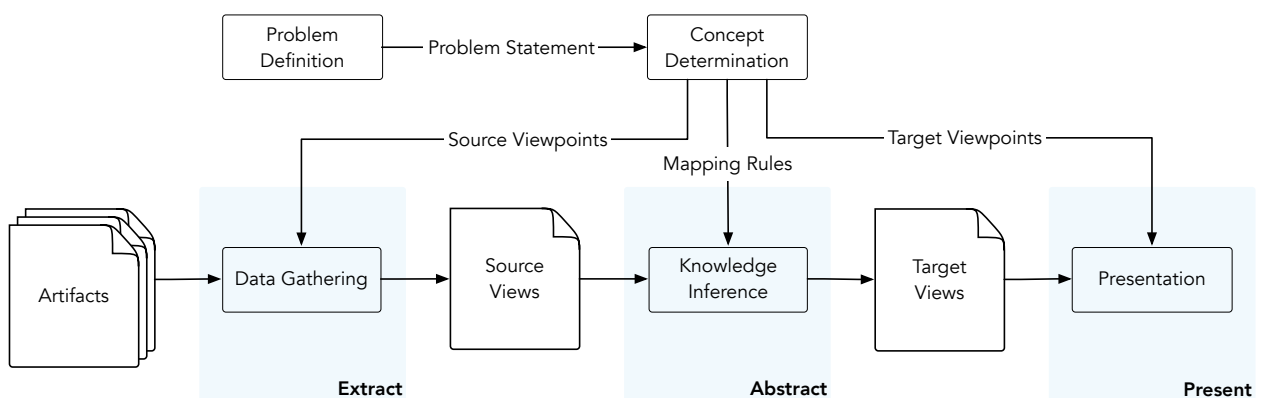 Problem
Definition
Problem Statement
Concept
Determination
Source Viewpoints
Mapping Rules
Target Viewpoints
Artifacts
Data Gathering
Source
Views
Knowledge
Inference
Target
Views
Presentation
Extract
Abstract
Present